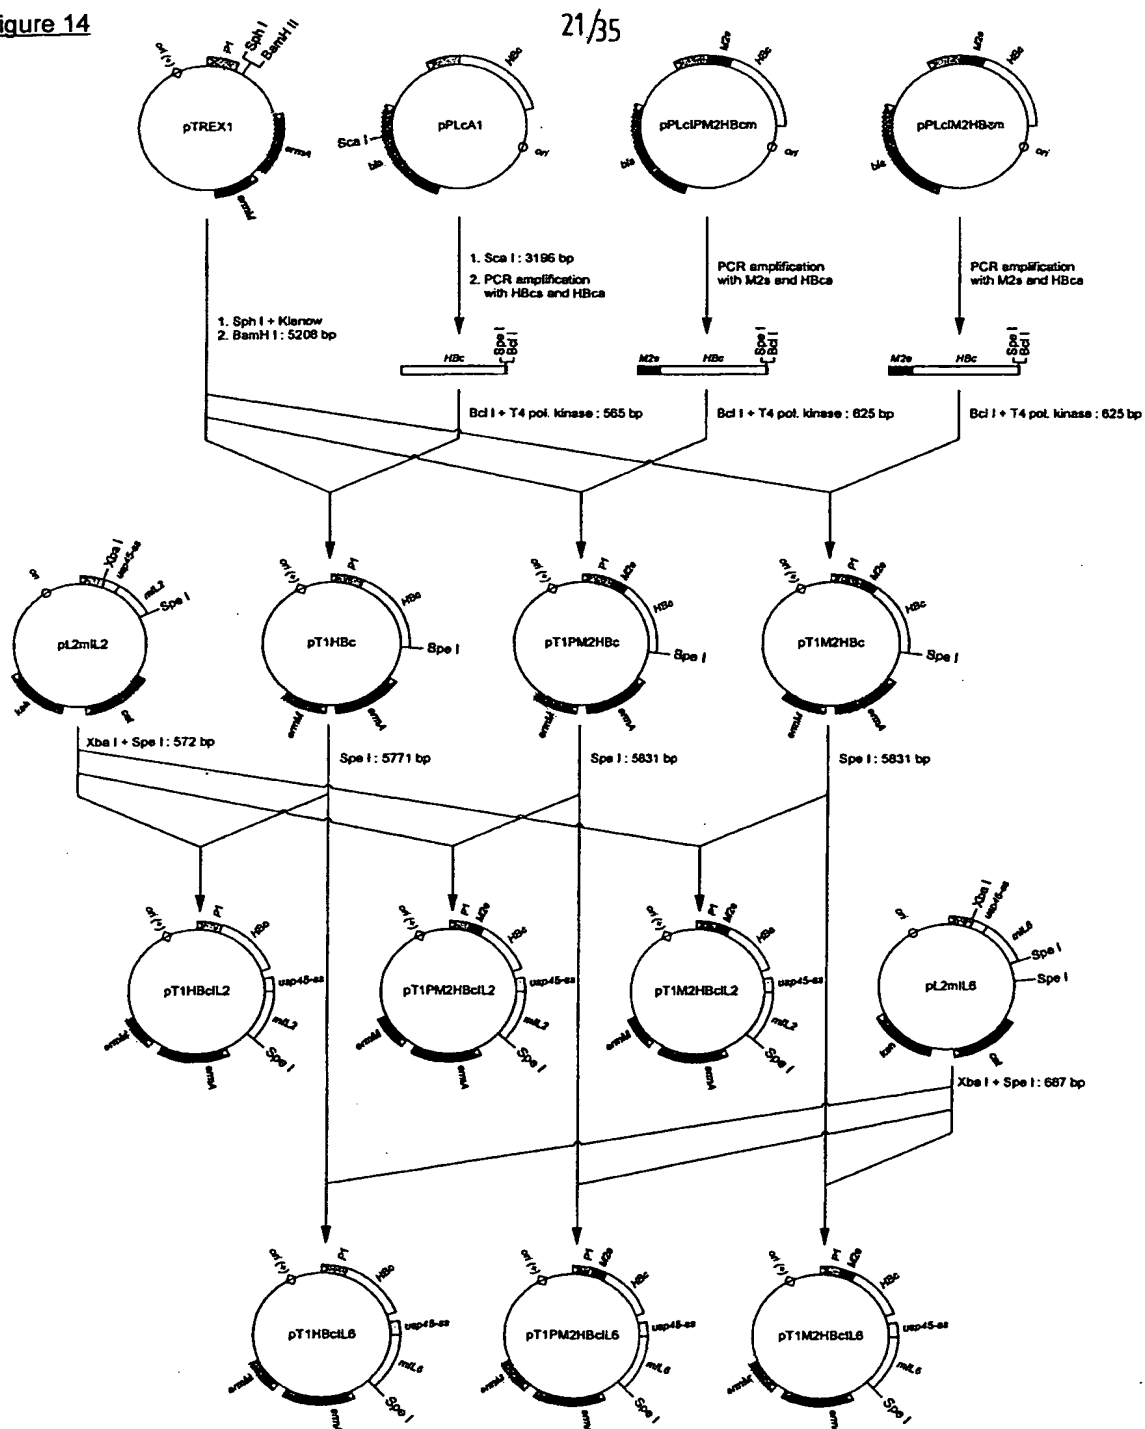 igure 14
21/35
ori (+)
P1
Sph I
BamH II
pTREX1
ermA
ermM
HBc
pPLcA1
Sca I
bla
ori
M2e
HBc
pPLcIPM2HBcm
bla
ori
M2e
HBc
pPLcIM2HBcm
bla
ori
1. Sph I + Klenow
2. BamH I : 5208 bp
1. Sca I : 3196 bp
2. PCR amplification
with HBcs and HBca
PCR amplification
with M2s and HBca
PCR amplification
with M2s and HBca
HBc
Spe I
Bcl I
M2e
HBc
Spe I
Bcl I
M2e
HBc
Spe I
Bcl I
Bcl I + T4 pol. kinase : 565 bp
Bcl I + T4 pol. kinase : 625 bp
Bcl I + T4 pol. kinase : 625 bp
ori
Xba I
usp45-ss
mIL2
Spe I
pL2mIL2
kan
ori (+)
P1
HBc
pT1HBc
Spe I
ermM
ermA
ori (+)
P1
M2e
HBc
pT1PM2HBc
Spe I
ermM
ermA
ori (+)
P1
M2e
HBc
pT1M2HBc
Spe I
ermM
ermA
Xba I + Spe I : 572 bp
Spe I : 5771 bp
Spe I : 5831 bp
Spe I : 5831 bp
ori (+)
P1
HBc
usp45-ss
pT1HBcIL2
mIL2
Spe I
ermM
ermA
ori (+)
P1
M2e
HBc
usp45-ss
pT1PM2HBcIL2
mIL2
Spe I
ermM
ermA
ori (+)
P1
M2e
HBc
usp45-ss
pT1M2HBcIL2
mIL2
Spe I
ermM
ermA
ori
Xba I
usp45-ss
mIL6
Spe I
Spe I
pL2mIL6
kan
Xba I + Spe I : 687 bp
ori (+)
P1
HBc
usp45-ss
pT1HBcIL6
mIL6
Spe I
ermM
ermA
ori (+)
P1
M2e
HBc
usp45-ss
pT1PM2HBcIL6
mIL6
Spe I
ermM
ermA
ori (+)
P1
M2e
HBc
usp45-ss
pT1M2HBcIL6
mIL6
Spe I
ermM